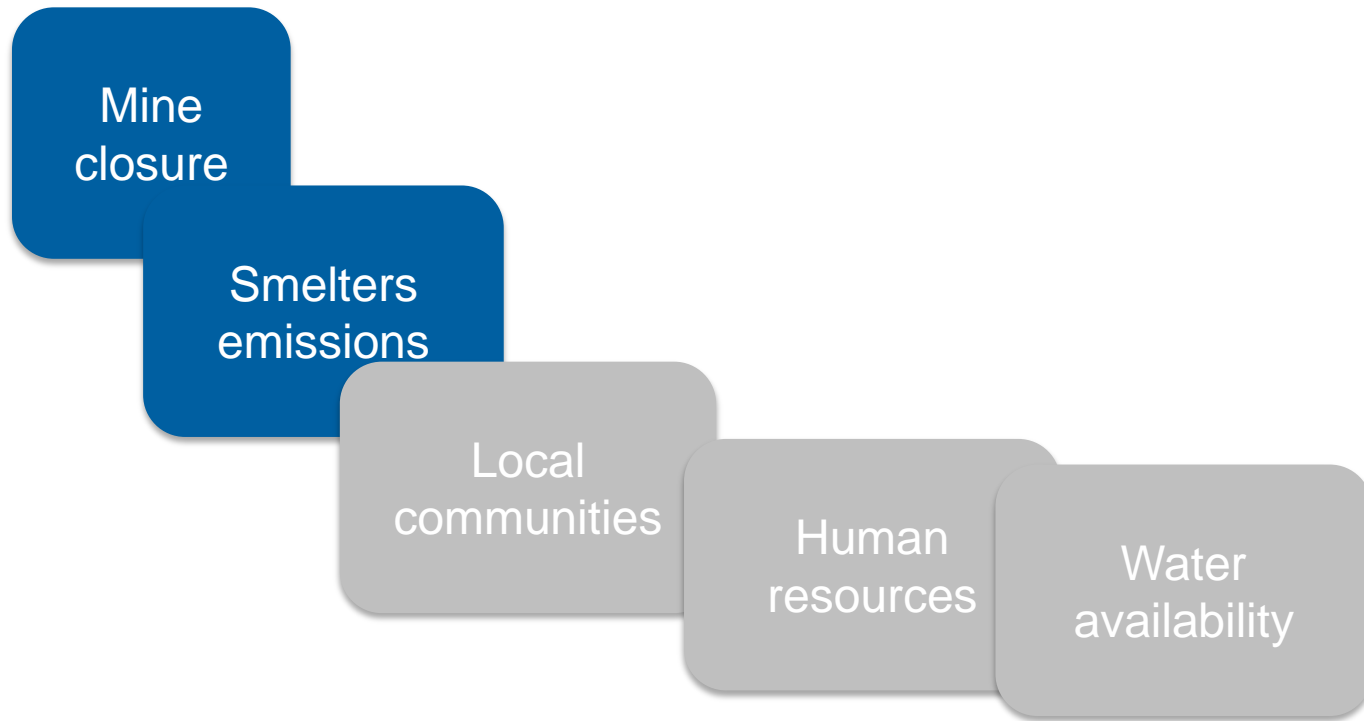 Mine
closure
Smelters
emissions
Local
communities
Human
resources
Water
availability